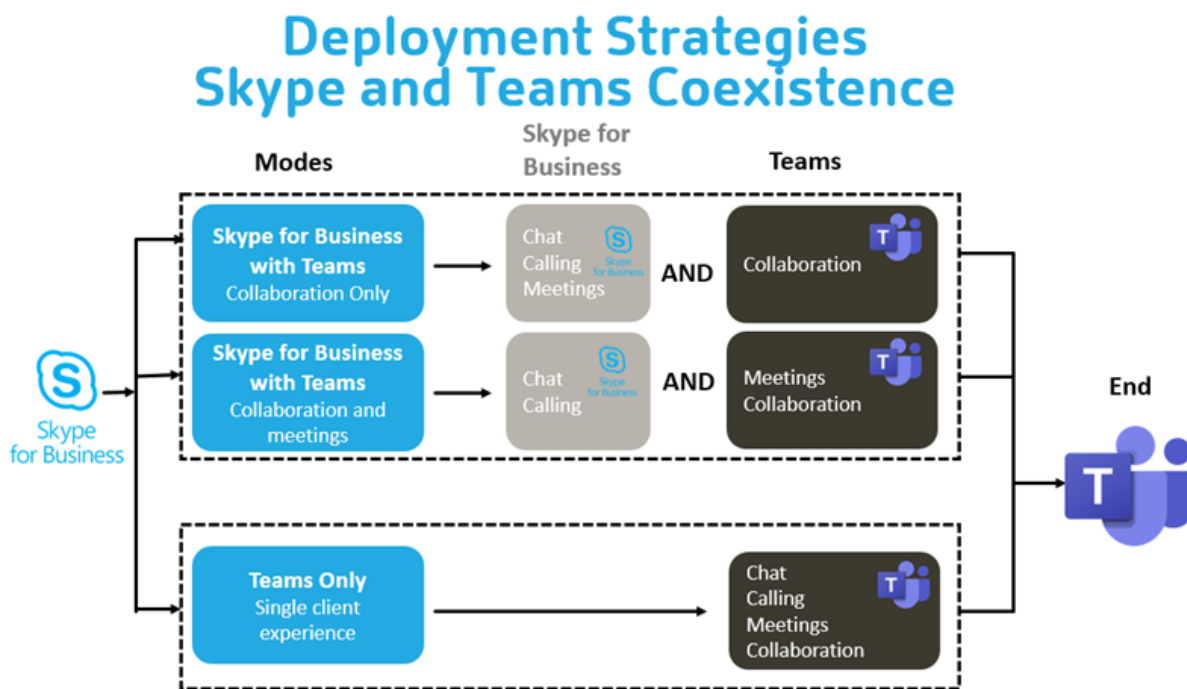 Deployment Strategies
Skype and Teams Coexistence
Modes
Skype for
Business
Teams
Skype for Business
with Teams
Collaboration Only
Chat
Calling
Meetings
S
Skype
for Business
AND
T
Collaboration
Skype for Business
with Teams
Collaboration and
meetings
Chat
Calling
S
Skype
for Business
AND
T
Meetings
Collaboration
S
Skype
for Business
End
T
Teams Only
Single client
experience
T
Chat
Calling
Meetings
Collaboration